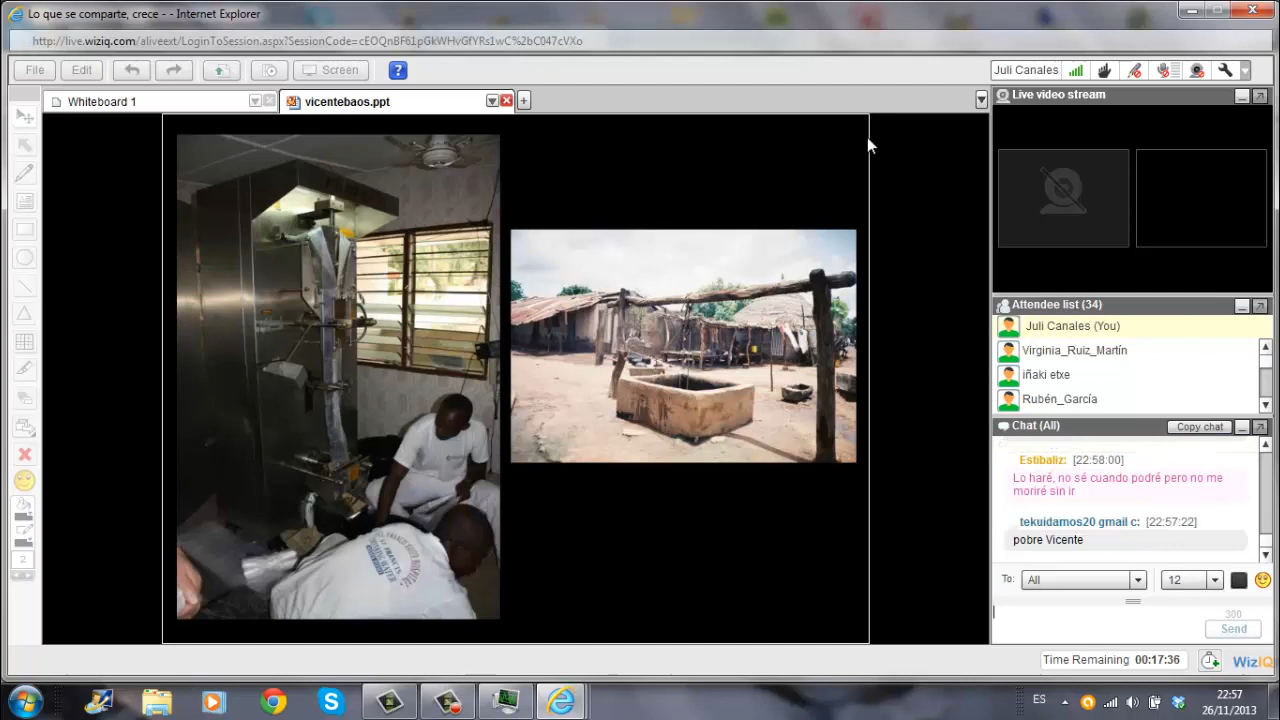 Lo que se comparte, crece - - Internet Explorer
http://live.wiziq.com/aliveext/LoginToSession.aspx?SessionCode=cEOQnBF61pGkWHvGfYRs1wC%2bC047cVXo
File Edit Screen ? Juli Canales
Whiteboard 1 vicentebaos.ppt
Live video stream
Attendee list (34)
Juli Canales (You)
Virginia_Ruiz_Martín
iñaki etxe
Rubén_García
Chat (All) Copy chat
Estibaliz: [22:58:00]
Lo haré, no sé cuando podré pero no me
moriré sin ir
tekuidamos20 gmail c: [22:57:22]
pobre Vicente
2
To: All 12
300
Send
Time Remaining 00:17:36
WizIQ
ES 22:57
26/11/2013